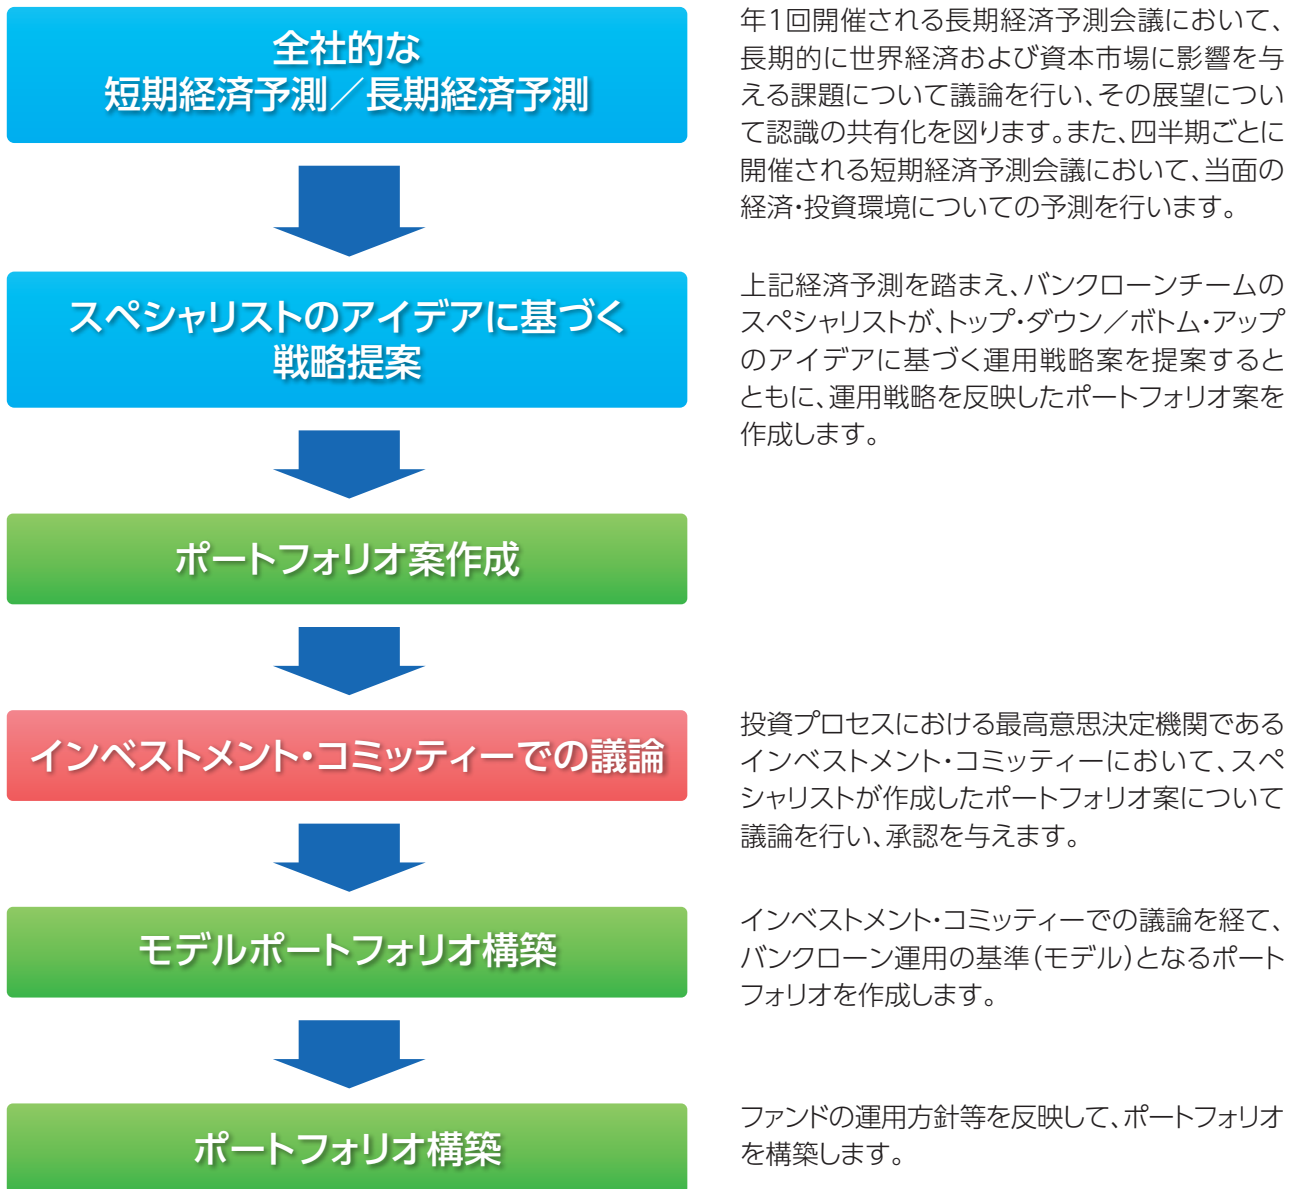 全社的な
短期経済予測／長期経済予測
年1回開催される長期経済予測会議において、
長期的に世界経済および資本市場に影響を与
える課題について議論を行い、その展望につい
て認識の共有化を図ります。また、四半期ごとに
開催される短期経済予測会議において、当面の
経済・投資環境についての予測を行います。
スペシャリストのアイデアに基づく
戦略提案
上記経済予測を踏まえ、バンクローンチームの
スペシャリストが、トップ・ダウン／ボトム・アップ
のアイデアに基づく運用戦略案を提案すると
ともに、運用戦略を反映したポートフォリオ案を
作成します。
ポートフォリオ案作成
インベストメント・コミッティーでの議論
投資プロセスにおける最高意思決定機関である
インベストメント・コミッティーにおいて、スペ
シャリストが作成したポートフォリオ案について
議論を行い、承認を与えます。
モデルポートフォリオ構築
インベストメント・コミッティーでの議論を経て、
バンクローン運用の基準（モデル）となるポート
フォリオを作成します。
ポートフォリオ構築
ファンドの運用方針等を反映して、ポートフォリオ
を構築します。